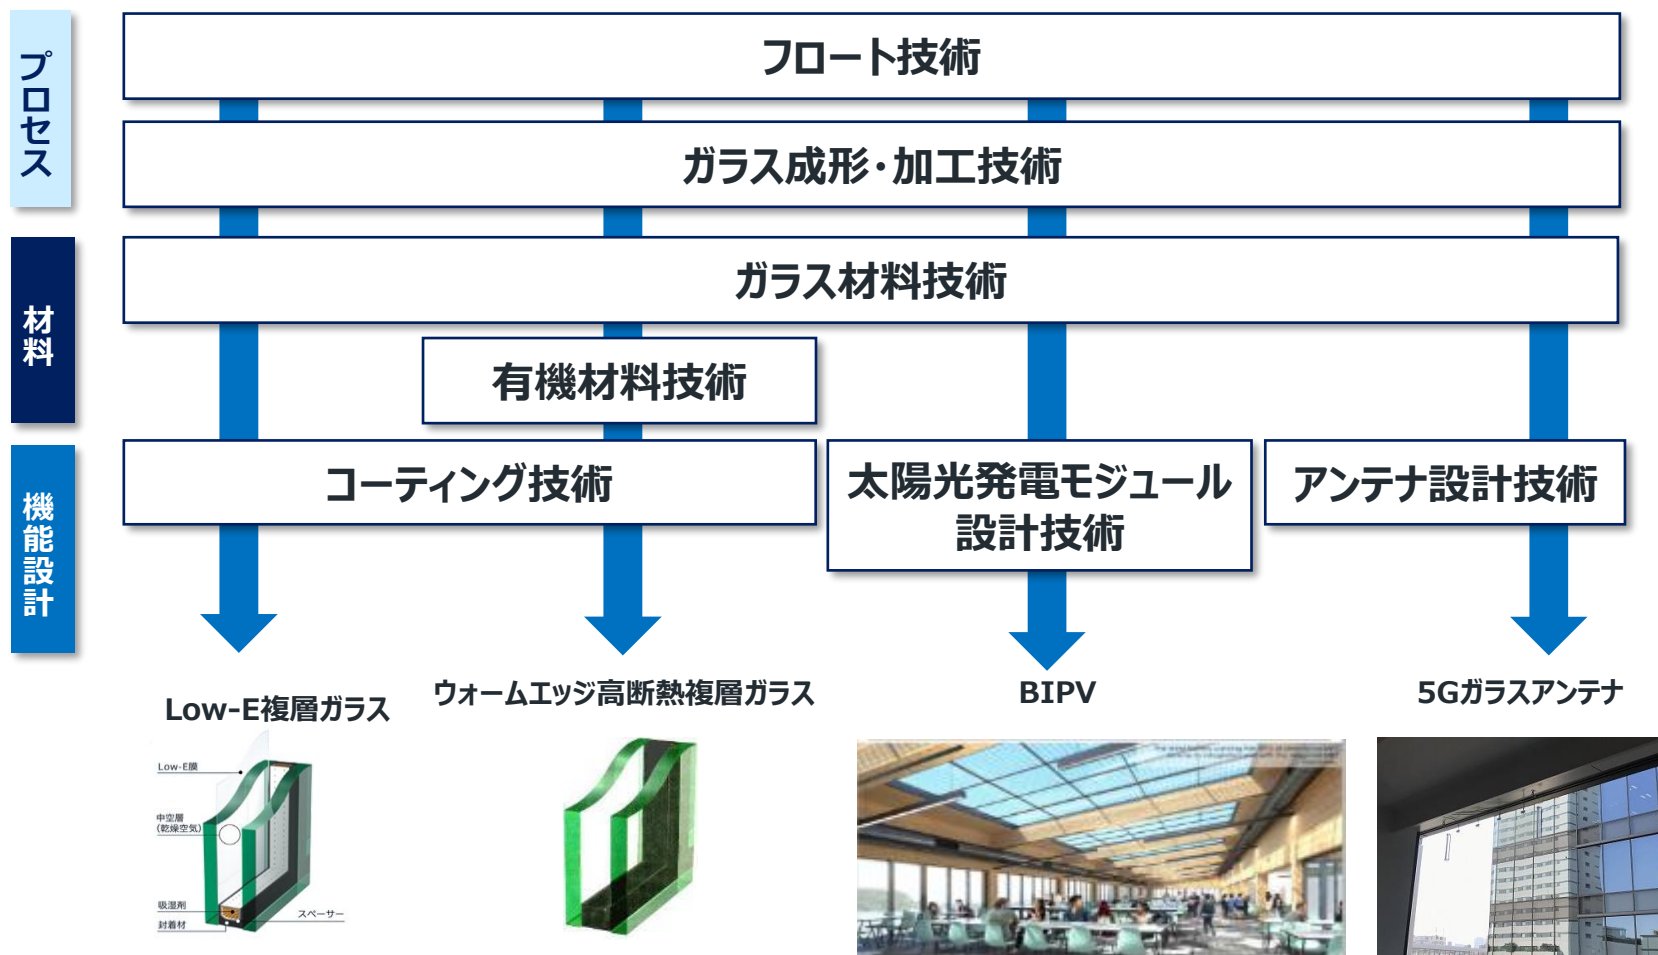 プロセス
フロート技術
ガラス成形・加工技術
材料
ガラス材料技術
有機材料技術
機能設計
コーティング技術
太陽光発電モジュール
設計技術
アンテナ設計技術
Low-E複層ガラス
ウォームエッジ高断熱複層ガラス
BIPV
5Gガラスアンテナ
Low-E膜
中空層
(乾燥空気)
吸湿剤
封着材
スペーサー